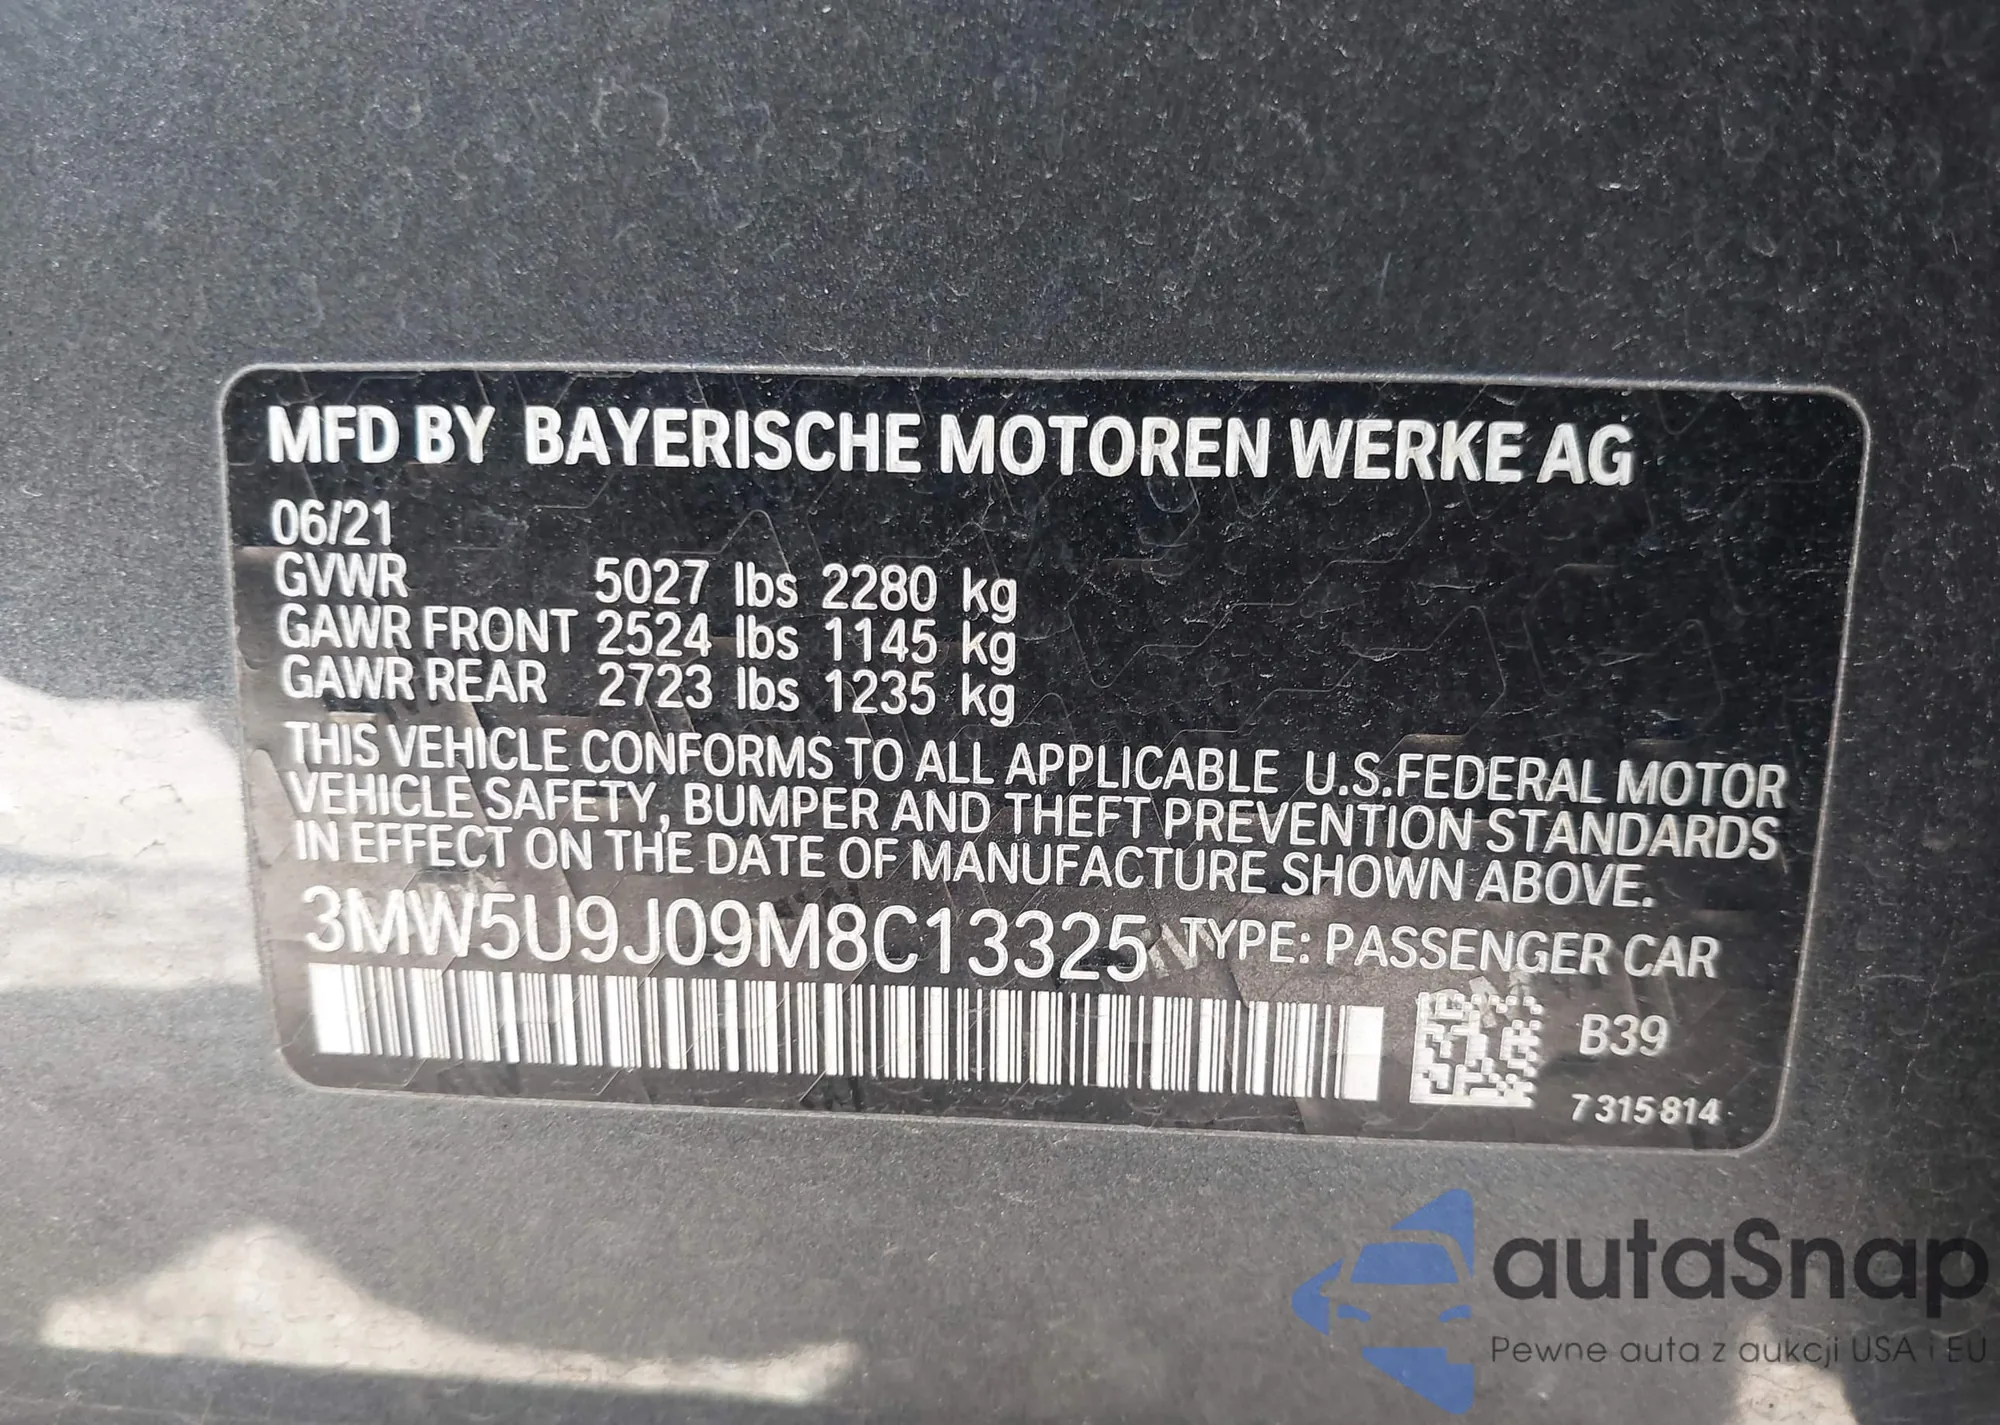 MFD BY BAYERISCHE MOTOREN WERKE AG
06/21
GVWR 5027 lbs 2280 kg
GAWR FRONT 2524 lbs 1145 kg
GAWR REAR 2723 lbs 1235 kg
THIS VEHICLE CONFORMS TO ALL APPLICABLE U.S.FEDERAL MOTOR
VEHICLE SAFETY, BUMPER AND THEFT PREVENTION STANDARDS
IN EFFECT ON THE DATE OF MANUFACTURE SHOWN ABOVE.
3MW5U9J09M8C13325 TYPE: PASSENGER CAR
B39
7 315 814
autaSnap
Pewne auta z aukcji USA i EU